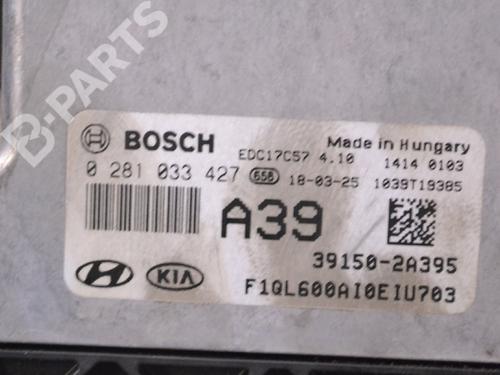 B-PARTS
BOSCH
EDC17C57 4.10
Made in Hungary
1414 0103
0 281 033 427
658
18-03-25
1039T19385
A39
39150-2A395
KIA
F1QL600AI0EIU703